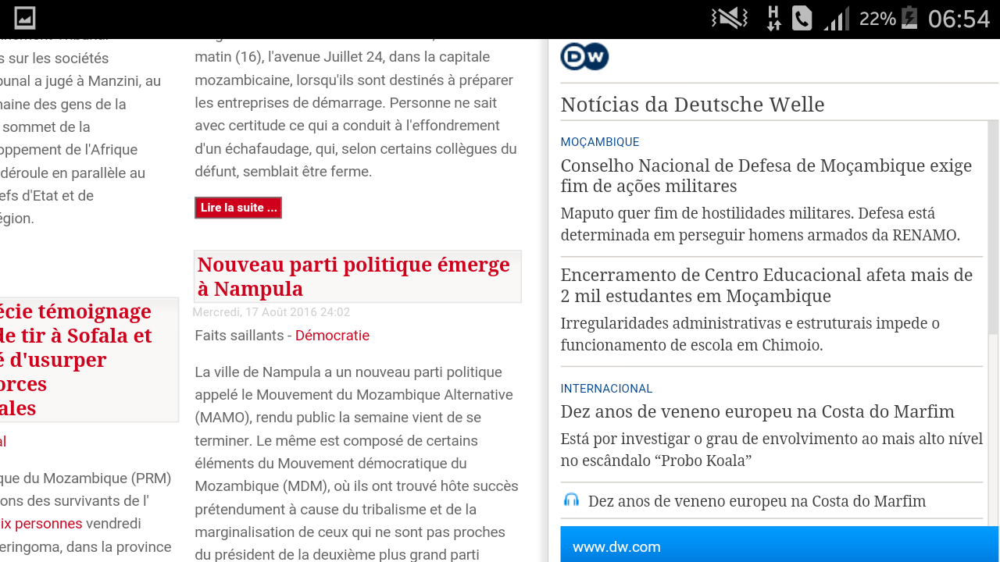 22%
06:54
s sur les sociétés
bunal a jugé à Manzini, au
naine des gens de la
sommet de la
oppement de l'Afrique
déroule en parallèle au
efs d'Etat et de
égion.
écie témoignage
de tir à Sofala et
é d'usurper
orces
ales
al
que du Mozambique (PRM)
ons des survivants de l'
ix personnes vendredi
eringoma, dans la province
matin (16), l'avenue Juillet 24, dans la capitale
mozambicaine, lorsqu'ils sont destinés à préparer
les entreprises de démarrage. Personne ne sait
avec certitude ce qui a conduit à l'effondrement
d'un échafaudage, qui, selon certains collègues du
défunt, semblait être ferme.
Lire la suite ...
Nouveau parti politique émerge
à Nampula
Mercredi, 17 Août 2016 24:02
Faits saillants - Démocratie
La ville de Nampula a un nouveau parti politique
appelé le Mouvement du Mozambique Alternative
(MAMO), rendu public la semaine vient de se
terminer. Le même est composé de certains
éléments du Mouvement démocratique du
Mozambique (MDM), où ils ont trouvé hôte succès
prétendument à cause du tribalisme et de la
marginalisation de ceux qui ne sont pas proches
du président de la deuxième plus grand parti
DW
Notícias da Deutsche Welle
MOÇAMBIQUE
Conselho Nacional de Defesa de Moçambique exige
fim de ações militares
Maputo quer fim de hostilidades militares. Defesa está
determinada em perseguir homens armados da RENAMO.
Encerramento de Centro Educacional afeta mais de
2 mil estudantes em Moçambique
Irregularidades administrativas e estruturais impede o
funcionamento de escola em Chimoio.
INTERNACIONAL
Dez anos de veneno europeu na Costa do Marfim
Está por investigar o grau de envolvimento ao mais alto nível
no escândalo “Probo Koala”
Dez anos de veneno europeu na Costa do Marfim
www.dw.com